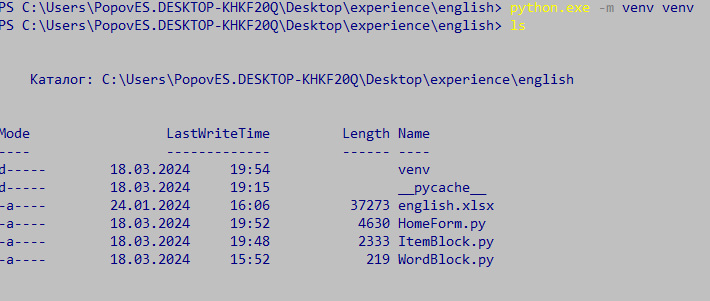 PS C:\Users\PopovES.DESKTOP-KHKF20Q\Desktop\experience\english> python.exe -m venv venv
PS C:\Users\PopovES.DESKTOP-KHKF20Q\Desktop\experience\english> ls
Каталог: C:\Users\PopovES.DESKTOP-KHKF20Q\Desktop\experience\english
Mode LastWriteTime Length Name
---- ------------- ------ ----
d----- 18.03.2024 19:54 venv
d----- 18.03.2024 19:15 __pycache__
-a---- 24.01.2024 16:06 37273 english.xlsx
-a---- 18.03.2024 19:52 4630 HomeForm.py
-a---- 18.03.2024 19:48 2333 ItemBlock.py
-a---- 18.03.2024 15:52 219 WordBlock.py